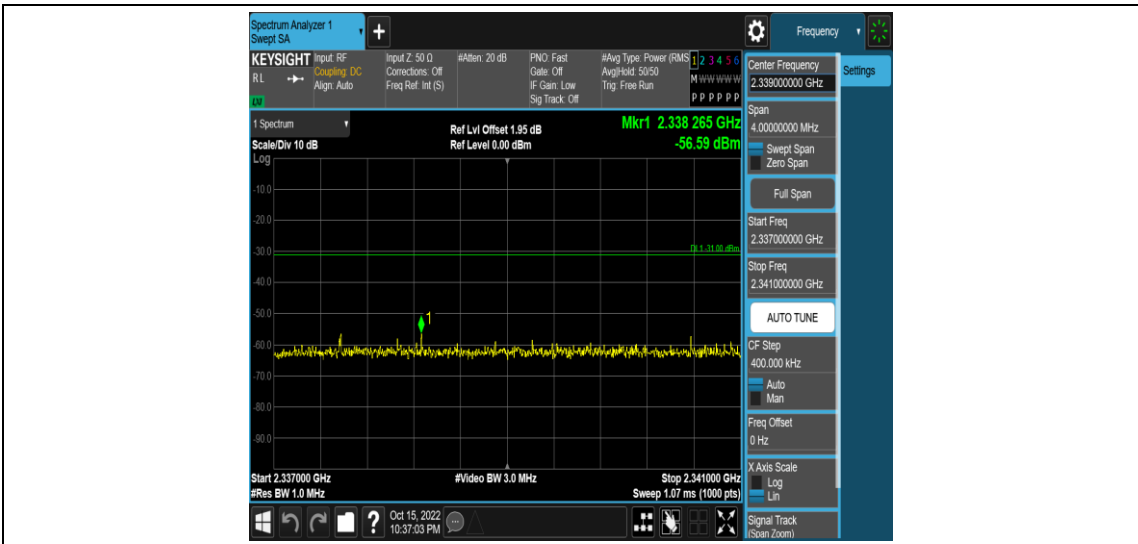 Spectrum Analyzer 1
Swept SA
+
Frequency
KEYSIGHT
RL
LXI
Input: RF
Coupling: DC
Align: Auto
Input Z: 50 Ω
Corrections: Off
Freq Ref: Int (S)
#Atten: 20 dB
PNO: Fast
Gate: Off
IF Gain: Low
Sig Track: Off
#Avg Type: Power (RMS
Avg|Hold: 50/50
Trig: Free Run
1 2 3 4 5 6
M W W W W W
P P P P P P
Center Frequency
2.339000000 GHz
Settings
1 Spectrum
Scale/Div 10 dB
Ref Lvl Offset 1.95 dB
Ref Level 0.00 dBm
Mkr1 2.338 265 GHz
-56.59 dBm
Log
-10.0
-20.0
-30.0
DL1 -31.00 dBm
-40.0
-50.0
1
-60.0
-70.0
-80.0
-90.0
Start 2.337000 GHz
#Res BW 1.0 MHz
#Video BW 3.0 MHz
Stop 2.341000 GHz
Sweep 1.07 ms (1000 pts)
Span
4.00000000 MHz
Swept Span
Zero Span
Full Span
Start Freq
2.337000000 GHz
Stop Freq
2.341000000 GHz
AUTO TUNE
CF Step
400.000 kHz
Auto
Man
Freq Offset
0 Hz
X Axis Scale
Log
Lin
Signal Track
(Span Zoom)
?
Oct 15, 2022
10:37:03 PM